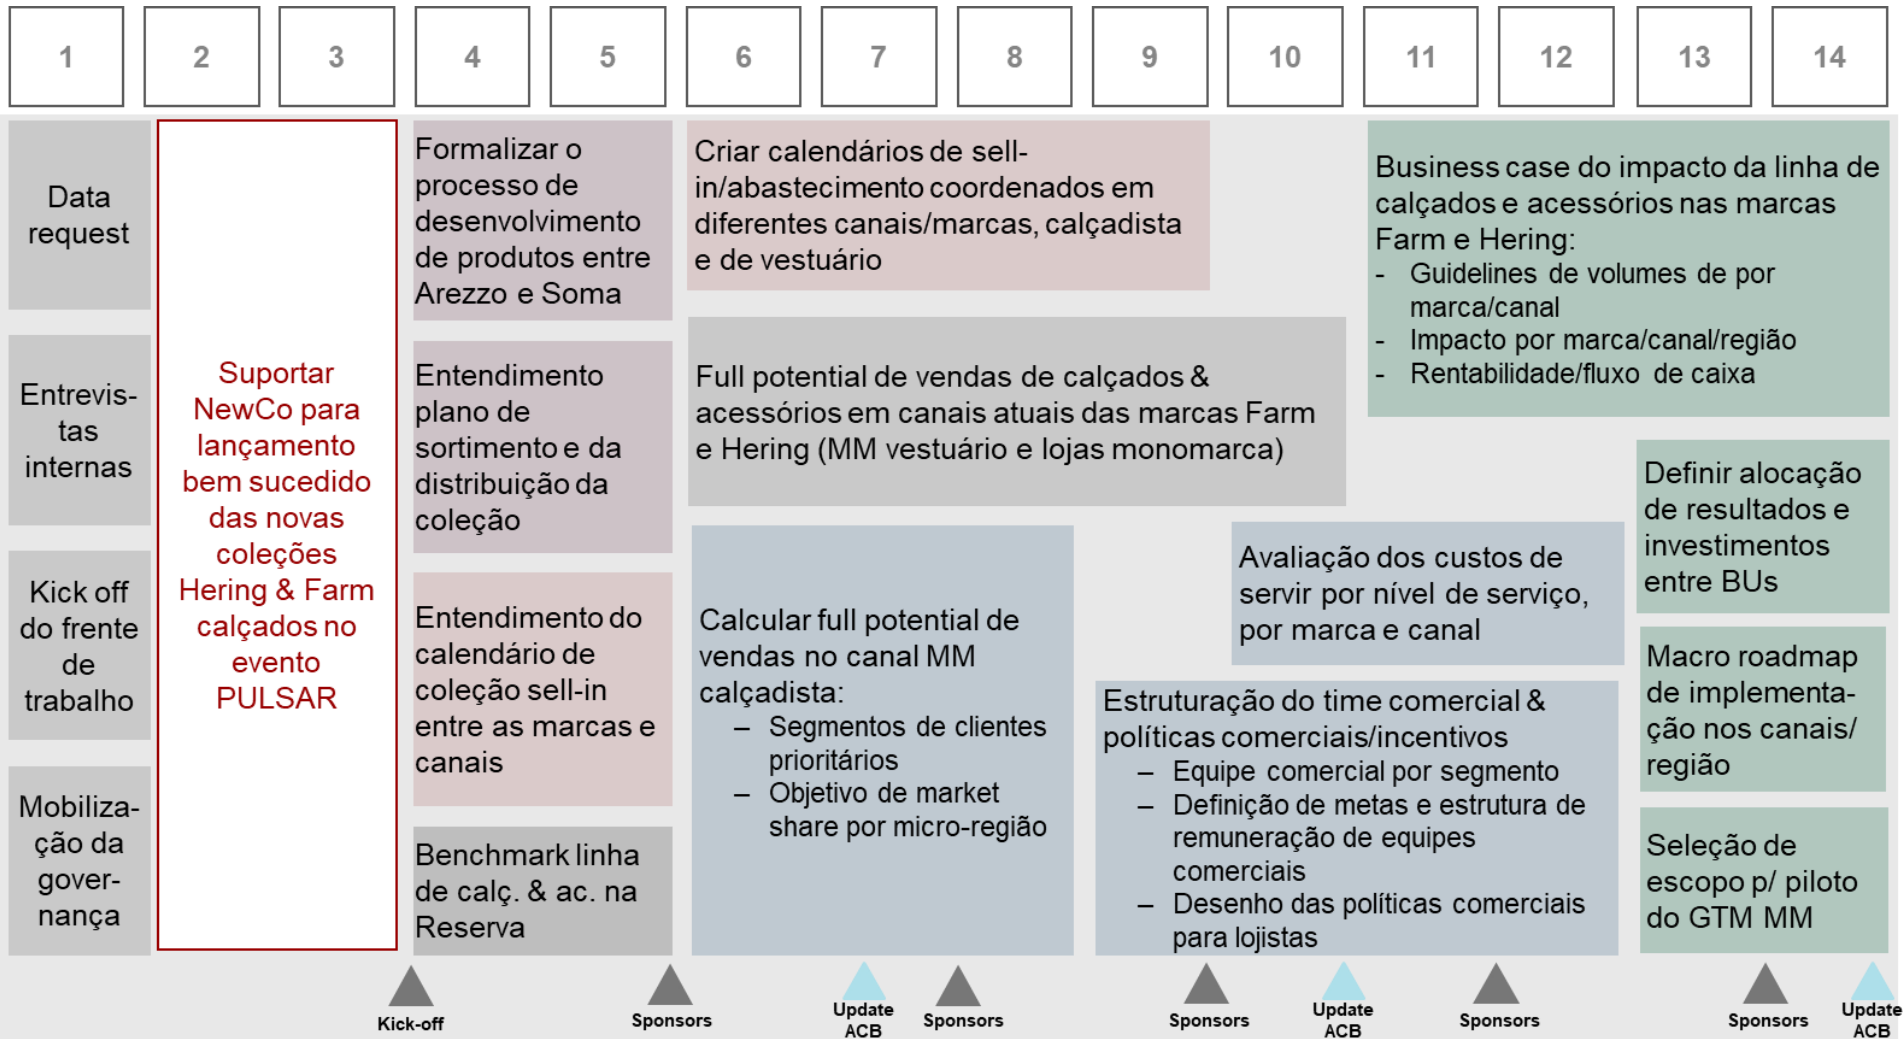 1 2 3 4 5 6 7 8 9 10 11 12 13 14
Data
request
Entrevis-
tas
internas
Kick off
do frente
de
trabalho
Mobiliza-
ção da
gover-
nança
Suportar
NewCo para
lançamento
bem sucedido
das novas
coleções
Hering & Farm
calçados no
evento
PULSAR
Formalizar o
processo de
desenvolvimento
de produtos entre
Arezzo e Soma
Entendimento
plano de
sortimento e da
distribuição da
coleção
Entendimento do
calendário de
coleção sell-in
entre as marcas e
canais
Benchmark linha
de calç. & ac. na
Reserva
Criar calendários de sell-
in/abastecimento coordenados em
diferentes canais/marcas, calçadista
e de vestuário
Full potential de vendas de calçados &
acessórios em canais atuais das marcas Farm
e Hering (MM vestuário e lojas monomarca)
Calcular full potential de
vendas no canal MM
calçadista:
– Segmentos de clientes
prioritários
– Objetivo de market
share por micro-região
Avaliação dos custos de
servir por nível de serviço,
por marca e canal
Estruturação do time comercial &
políticas comerciais/incentivos
– Equipe comercial por segmento
– Definição de metas e estrutura de
remuneração de equipes
comerciais
– Desenho das políticas comerciais
para lojistas
Business case do impacto da linha de
calçados e acessórios nas marcas
Farm e Hering:
- Guidelines de volumes de por
marca/canal
- Impacto por marca/canal/região
- Rentabilidade/fluxo de caixa
Definir alocação
de resultados e
investimentos
entre BUs
Macro roadmap
de implementa-
ção nos canais/
região
Seleção de
escopo p/ piloto
do GTM MM
Kick-off
Sponsors
Update
ACB
Sponsors
Sponsors
Update
ACB
Sponsors
Sponsors
Update
ACB